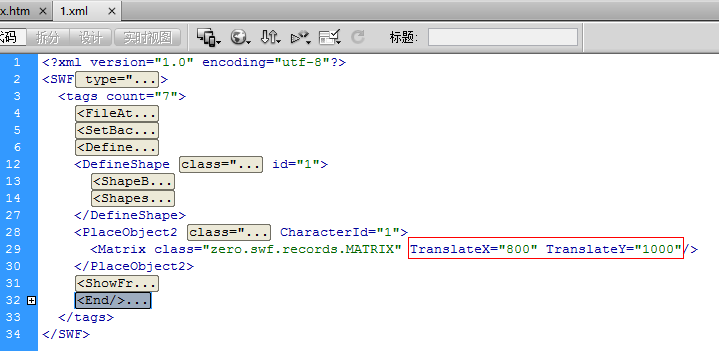 x.htm × 1.xml ×
代码 拆分 设计 实时视图 标题:
1 <?xml version="1.0" encoding="utf-8"?>
2 <SWF type="...>
3 <tags count="7">
4 <FileAt...
5 <SetBac...
6 <Define...
12 <DefineShape class="... id="1">
13 <ShapeB...
14 <Shapes...
27 </DefineShape>
28 <PlaceObject2 class="... CharacterId="1">
29 <Matrix class="zero.swf.records.MATRIX" TranslateX="800" TranslateY="1000"/>
30 </PlaceObject2>
31 <ShowFr...
32 <End/>...
33 </tags>
34 </SWF>